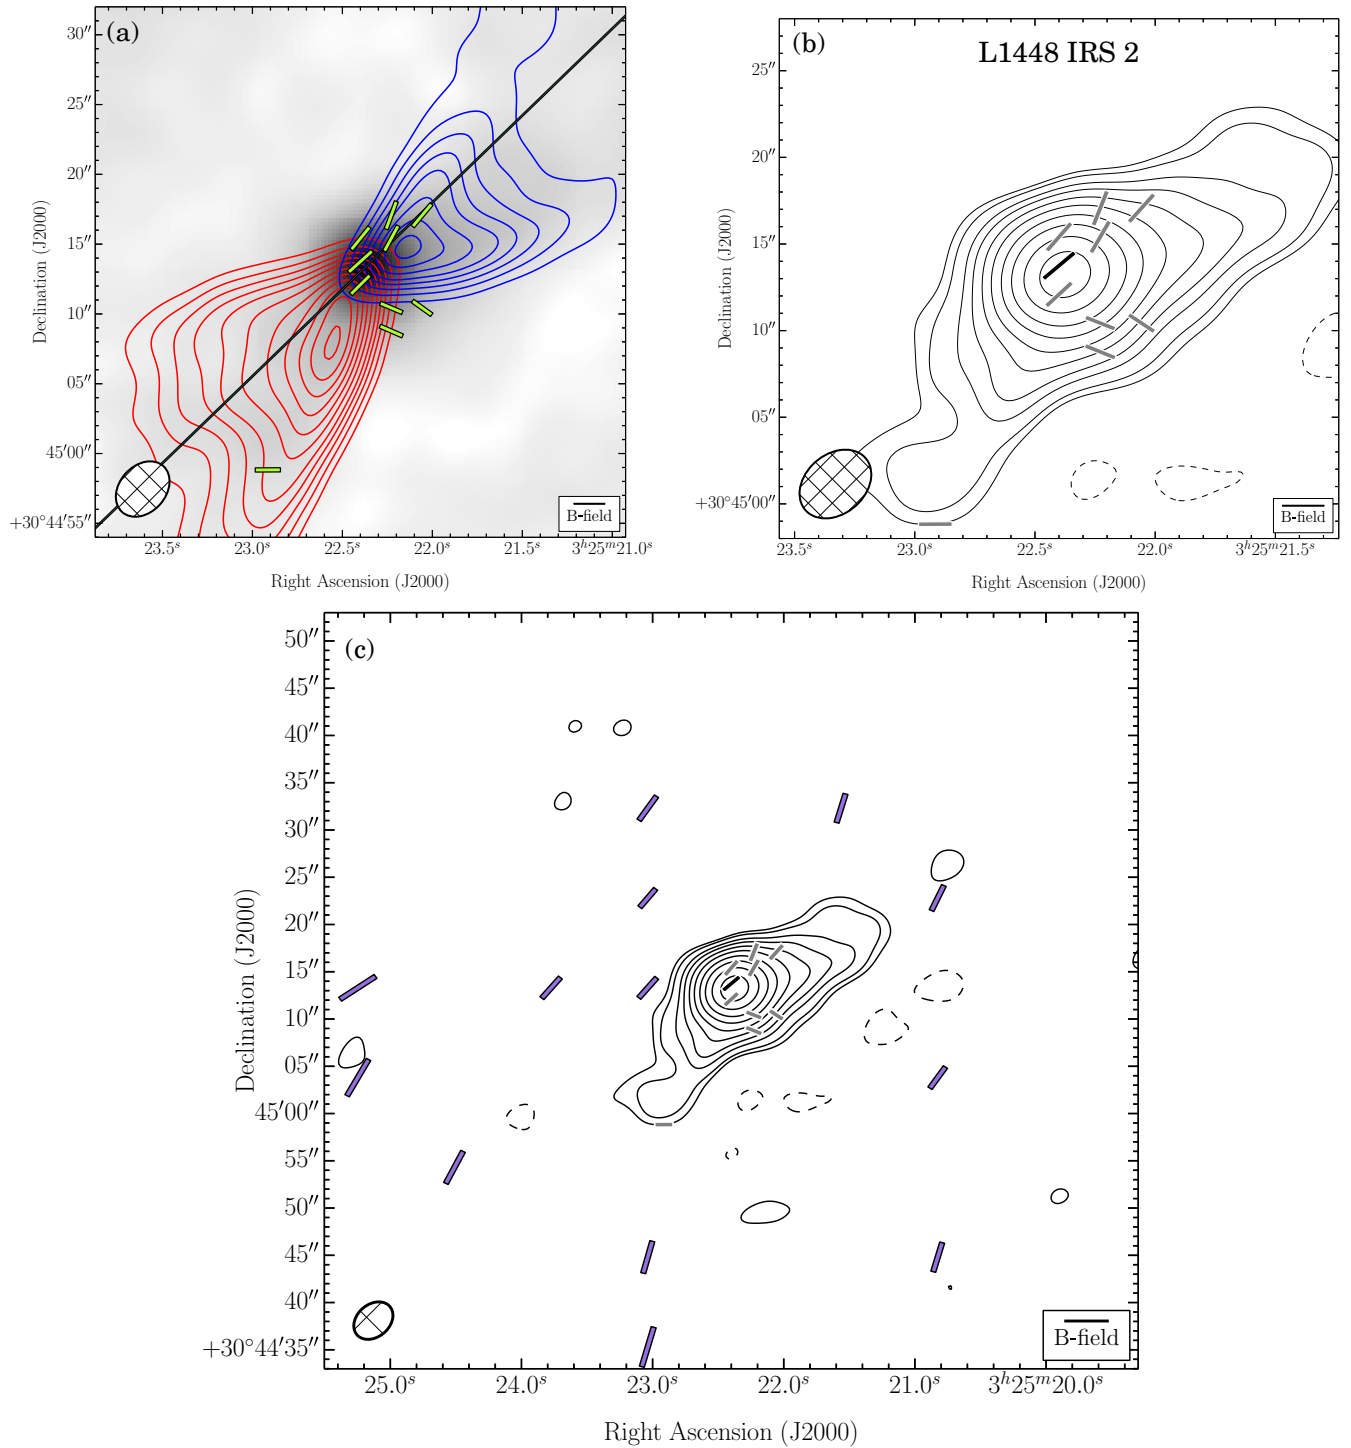 (a)
30″
25″
20″
15″
10″
05″
45′00″
+30°44′55″
Declination (J2000)
B-field
23.5ˢ 23.0ˢ 22.5ˢ 22.0ˢ 21.5ˢ 3ʰ25ᵐ21.0ˢ
Right Ascension (J2000)
(b)
L1448 IRS 2
25″
20″
15″
10″
05″
+30°45′00″
Declination (J2000)
B-field
23.5ˢ 23.0ˢ 22.5ˢ 22.0ˢ 3ʰ25ᵐ21.5ˢ
Right Ascension (J2000)
(c)
50″
45″
40″
35″
30″
25″
20″
15″
10″
05″
45′00″
55″
50″
45″
40″
+30°44′35″
Declination (J2000)
B-field
25.0ˢ 24.0ˢ 23.0ˢ 22.0ˢ 21.0ˢ 3ʰ25ᵐ20.0ˢ
Right Ascension (J2000)